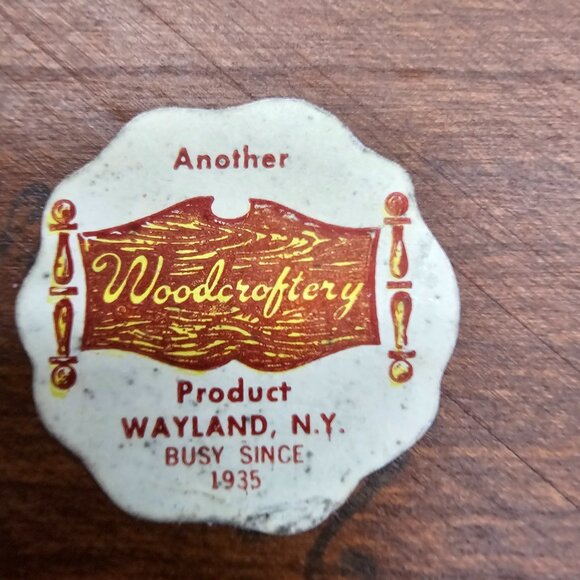 Another
Woodcroftery
Product
WAYLAND, N.Y.
BUSY SINCE
1935